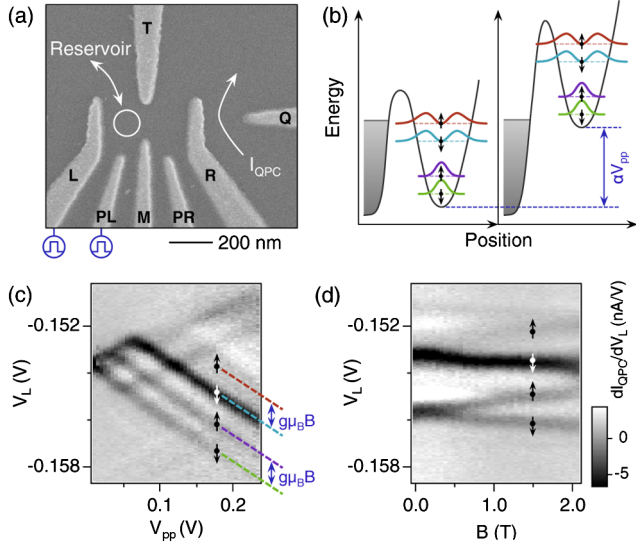 (a)
T
Reservoir
Q
L
R
I_QPC
PL
M
PR
200 nm
(b)
Energy
αV_pp
Position
(c)
-0.152
V_L (V)
-0.158
gμ_BB
gμ_BB
0.1
0.2
V_pp (V)
(d)
-0.152
V_L (V)
-0.158
0.0
1.0
2.0
B (T)
dI_QPC/dV_L (nA/V)
0
-5